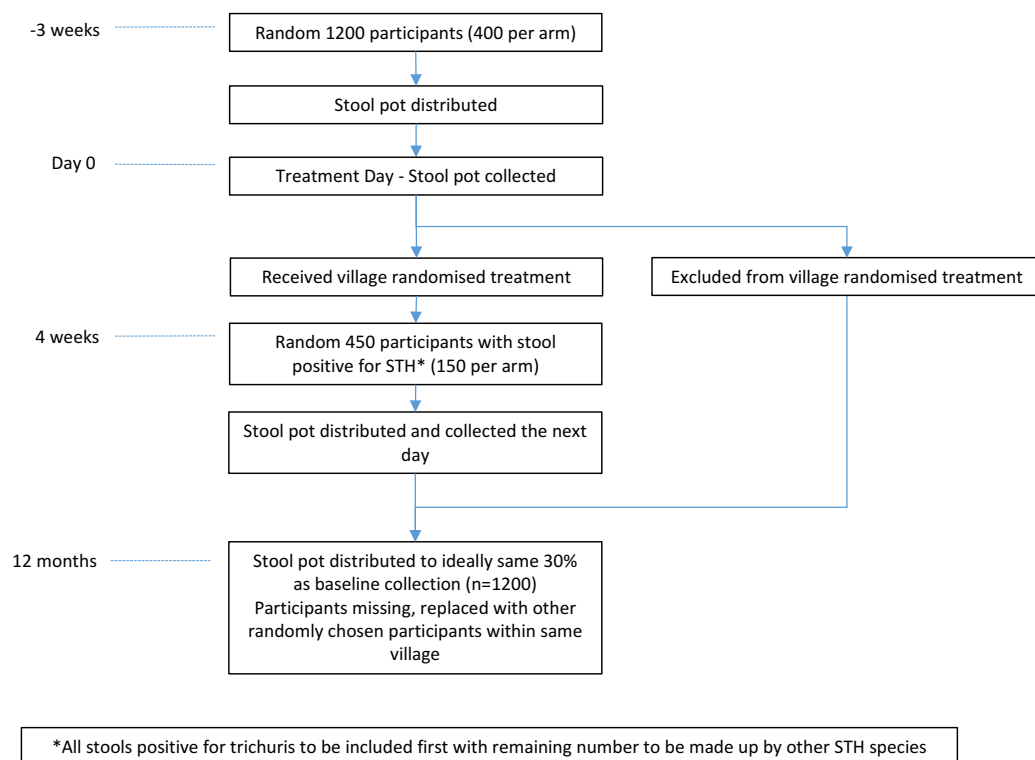 -3 weeks
Random 1200 participants (400 per arm)
Stool pot distributed
Day 0
Treatment Day - Stool pot collected
Received village randomised treatment
Excluded from village randomised treatment
4 weeks
Random 450 participants with stool
positive for STH* (150 per arm)
Stool pot distributed and collected the next
day
12 months
Stool pot distributed to ideally same 30%
as baseline collection (n=1200)
Participants missing, replaced with other
randomly chosen participants within same
village
*All stools positive for trichuris to be included first with remaining number to be made up by other STH species